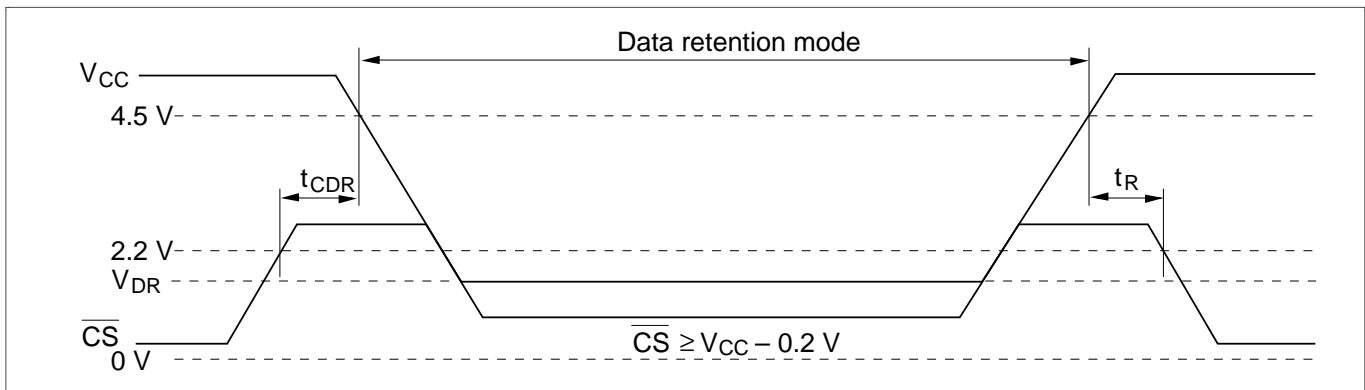 Data retention mode
VCC
4.5 V
tCDR
tR
2.2 V
VDR
CS
CS ≥ VCC – 0.2 V
0 V